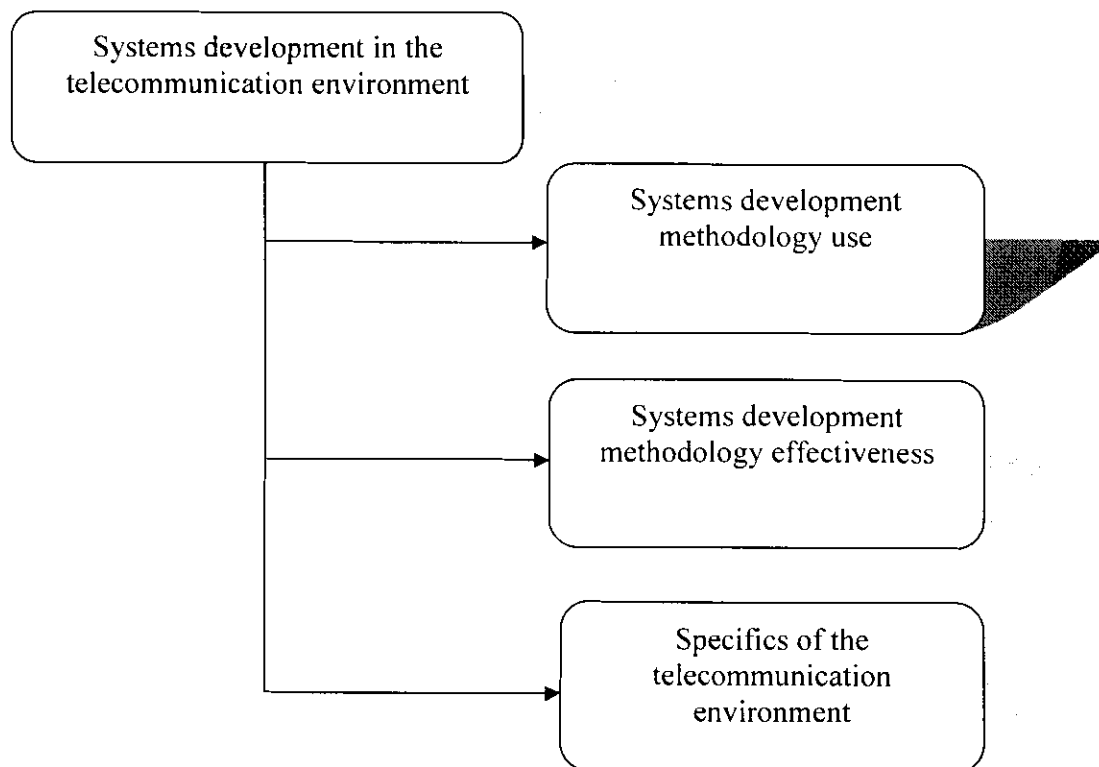 Systems development in the
telecommunication environment
Systems development
methodology use
Systems development
methodology effectiveness
Specifics of the
telecommunication
environment